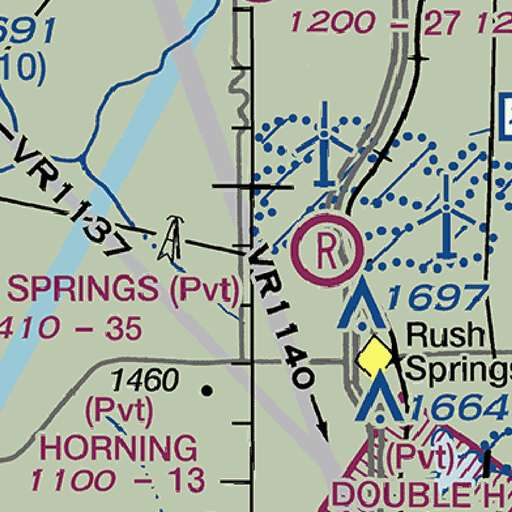 1200 - 27 12
691
10)
VR1137
SPRINGS (Pvt)
410 - 35
VR1140
R
1697
Rush
Springs
1664
1460
(Pvt)
HORNING
1100 - 13
(Pvt)
DOUBLE H